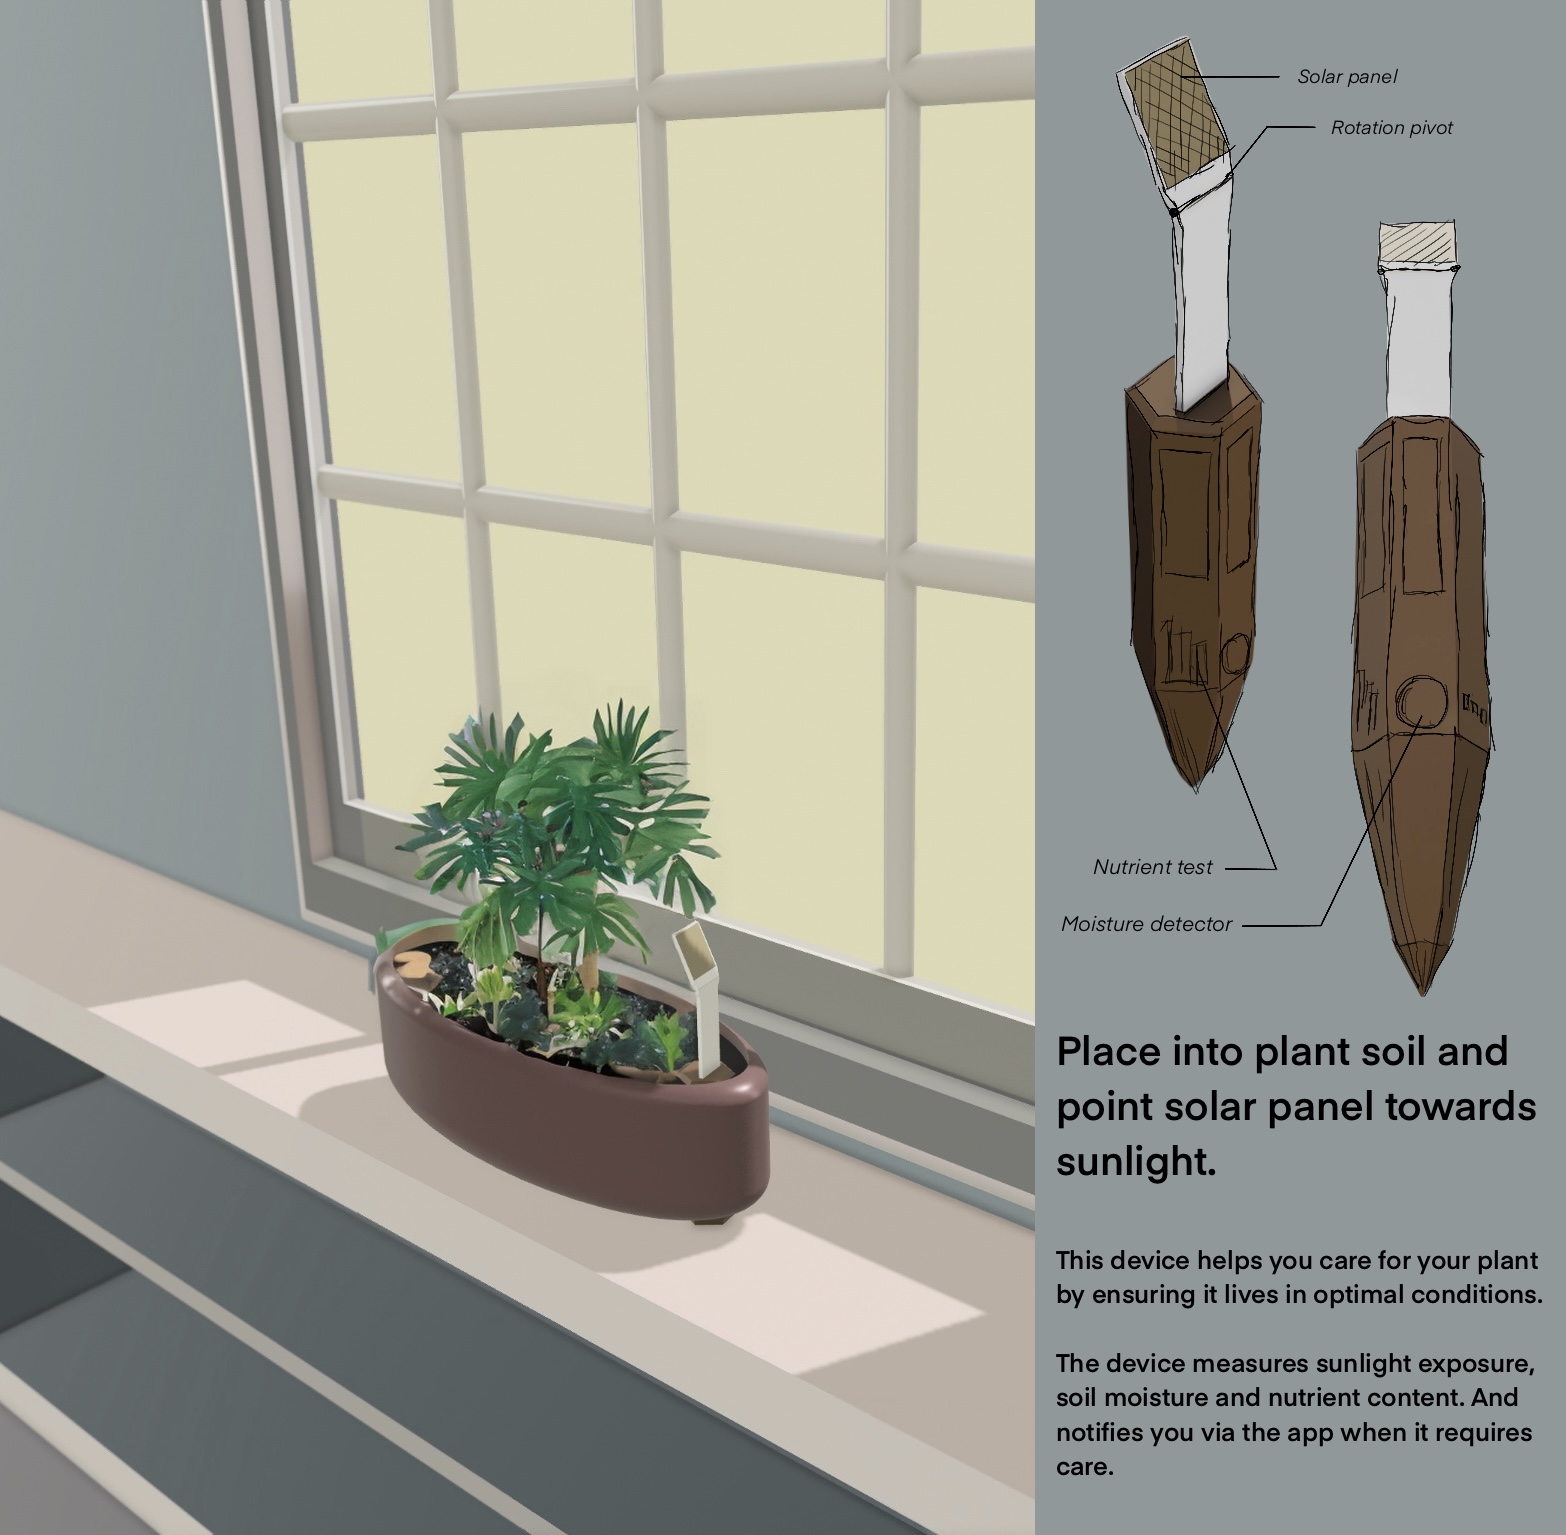 Solar panel
Rotation pivot
Nutrient test
Moisture detector
Place into plant soil and
point solar panel towards
sunlight.
This device helps you care for your plant
by ensuring it lives in optimal conditions.
The device measures sunlight exposure,
soil moisture and nutrient content. And
notifies you via the app when it requires
care.